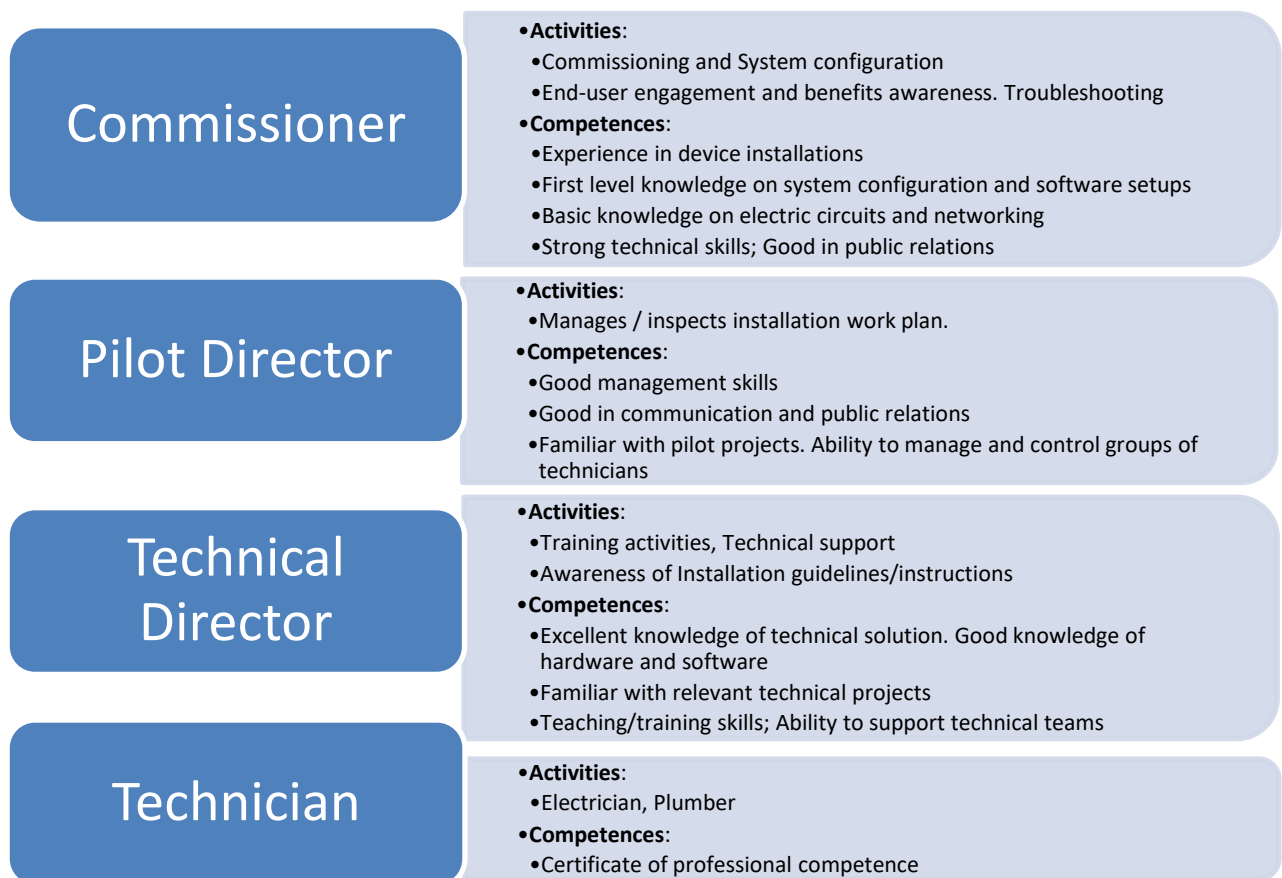 Commissioner
•Activities:
•Commissioning and System configuration
•End-user engagement and benefits awareness. Troubleshooting
•Competences:
•Experience in device installations
•First level knowledge on system configuration and software setups
•Basic knowledge on electric circuits and networking
•Strong technical skills; Good in public relations
Pilot Director
•Activities:
•Manages / inspects installation work plan.
•Competences:
•Good management skills
•Good in communication and public relations
•Familiar with pilot projects. Ability to manage and control groups of
technicians
Technical
Director
•Activities:
•Training activities, Technical support
•Awareness of Installation guidelines/instructions
•Competences:
•Excellent knowledge of technical solution. Good knowledge of
hardware and software
•Familiar with relevant technical projects
•Teaching/training skills; Ability to support technical teams
Technician
•Activities:
•Electrician, Plumber
•Competences:
•Certificate of professional competence